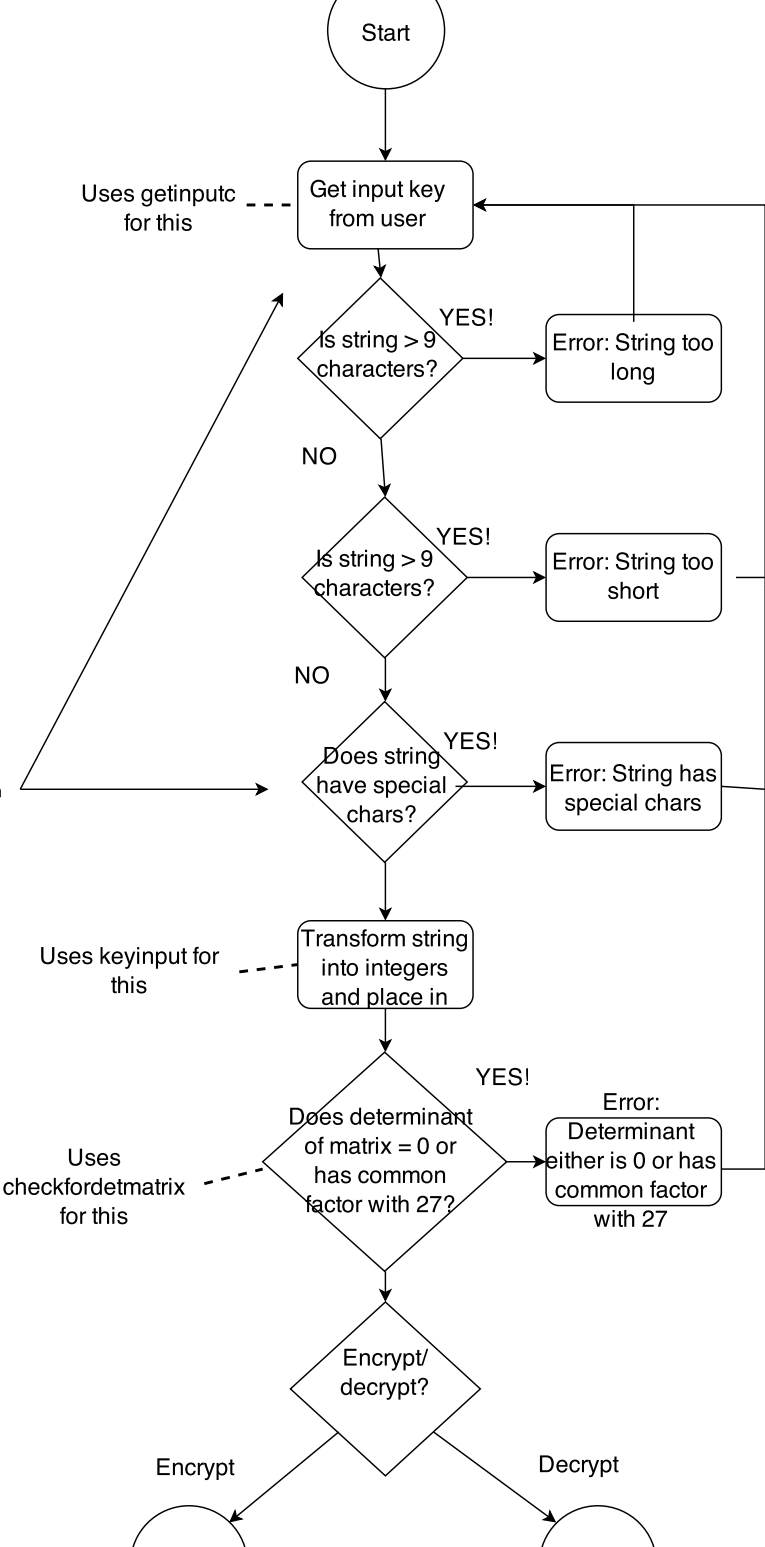 Start
Uses getinputc
for this
Get input key
from user
YES!
Is string > 9
characters?
Error: String too
long
NO
YES!
Is string > 9
characters?
Error: String too
short
NO
YES!
Does string
have special
chars?
Error: String has
special chars
Uses keyinput for
this
Transform string
into integers
and place in
YES!
Does determinant
of matrix = 0 or
has common
factor with 27?
Error:
Determinant
either is 0 or has
common factor
with 27
Uses
checkfordetmatrix
for this
Encrypt/
decrypt?
Encrypt
Decrypt